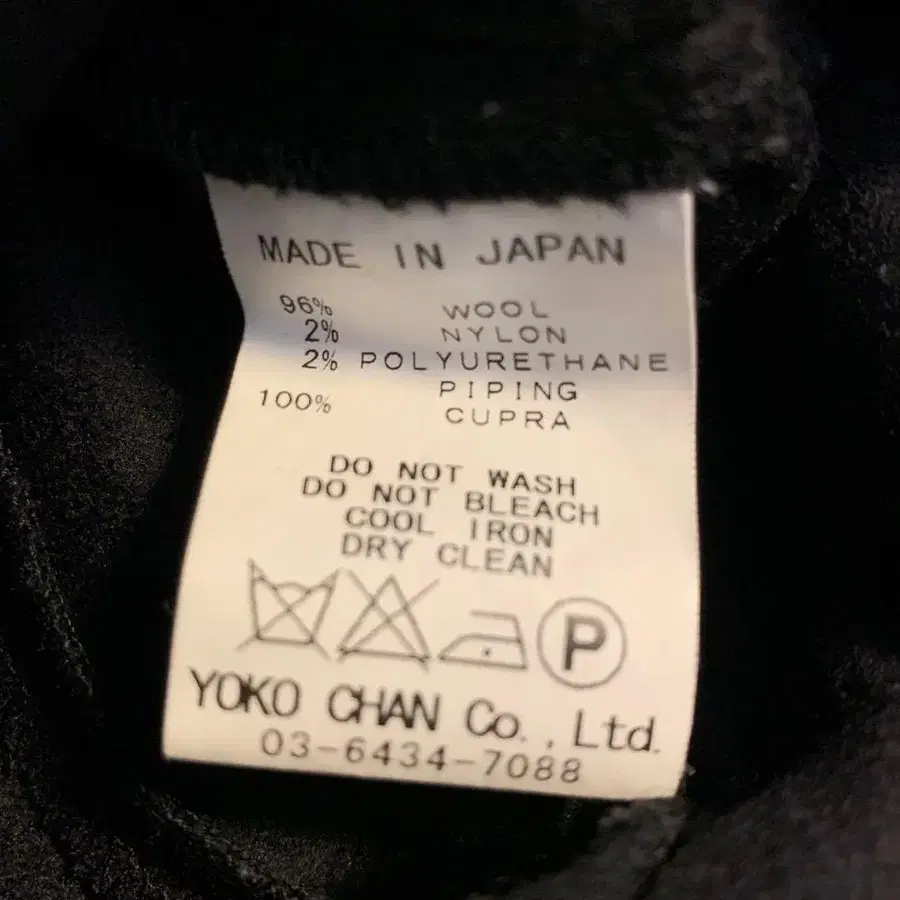 MADE IN JAPAN
96% WOOL
2% NYLON
2% POLYURETHANE
PIPING
100% CUPRA
DO NOT WASH
DO NOT BLEACH
COOL IRON
DRY CLEAN
P
YOKO CHAN Co., Ltd.
03-6434-7088